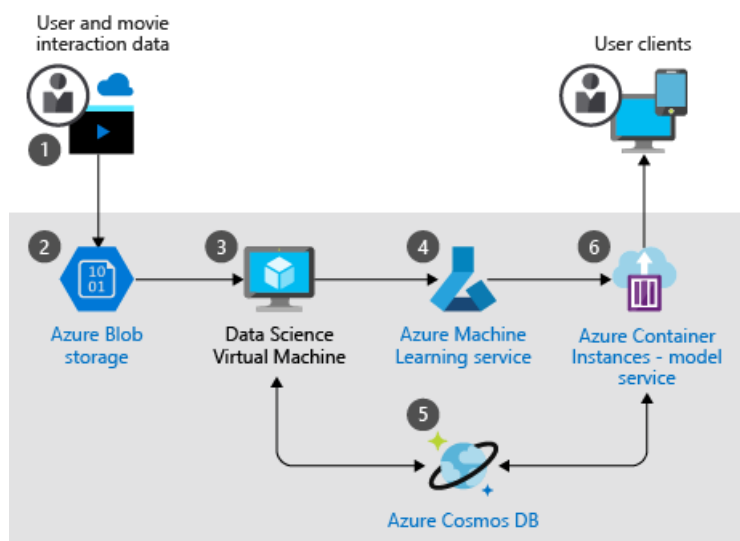 User and movie
interaction data
User clients
1
2
3
4
6
10
01
Azure Blob
storage
Data Science
Virtual Machine
Azure Machine
Learning service
Azure Container
Instances - model
service
5
Azure Cosmos DB